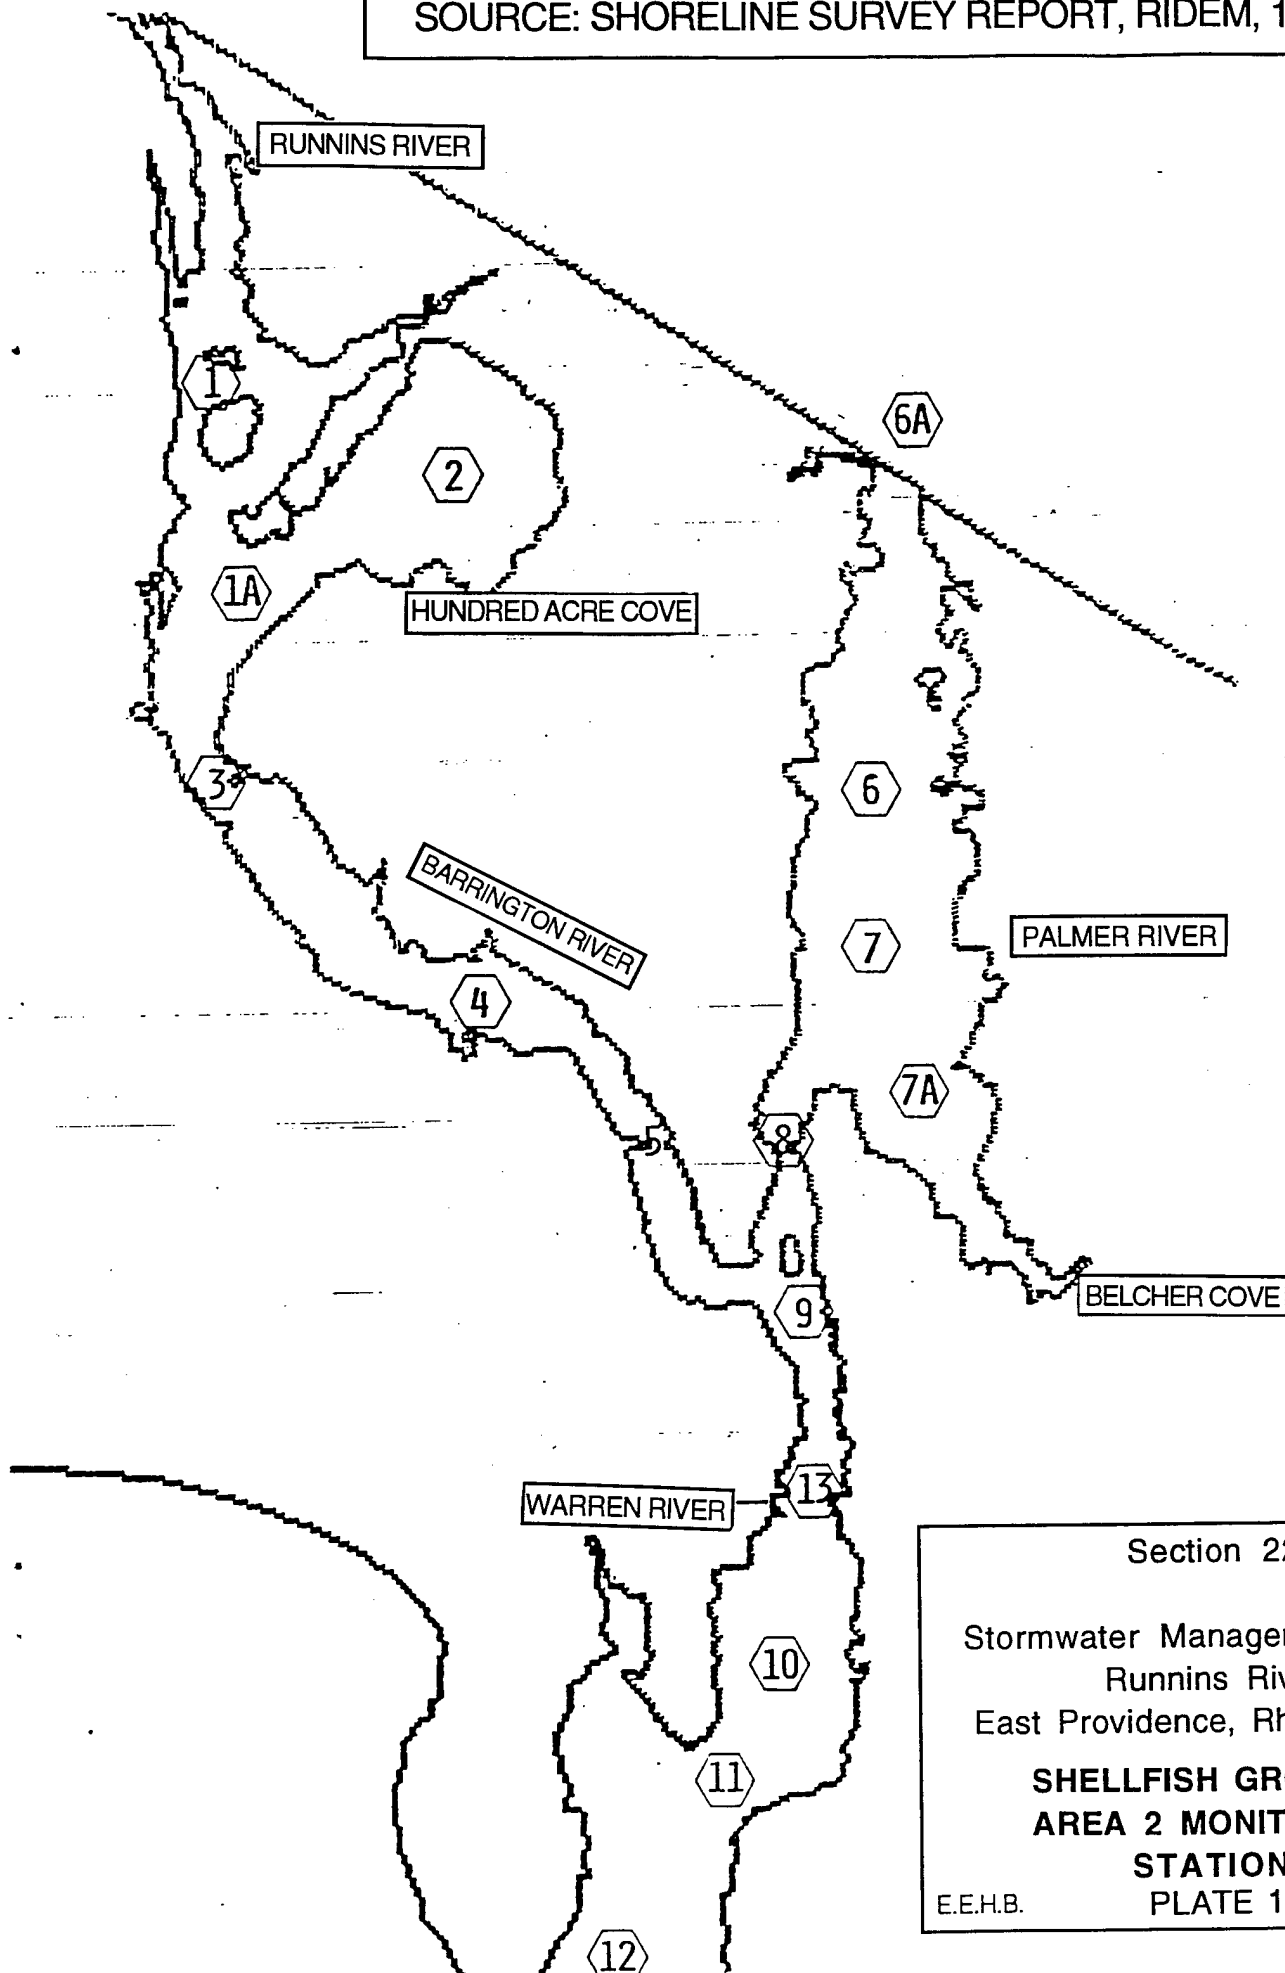 SOURCE: SHORELINE SURVEY REPORT, RIDEM, 1
RUNNINS RIVER
1
6A
2
1A
HUNDRED ACRE COVE
3
6
BARRINGTON RIVER
7
PALMER RIVER
4
7A
5
8
BELCHER COVE
9
13
WARREN RIVER
Section 22
Stormwater Manage
Runnins Riv
East Providence, Rh
10
SHELLFISH GR
11
AREA 2 MONIT
STATION
E.E.H.B. PLATE 1
12